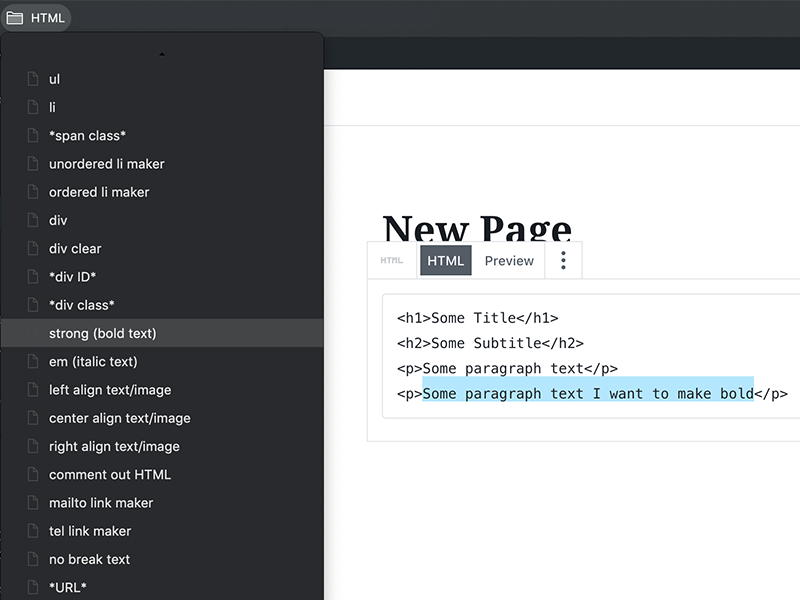 HTML
ul
li
*span class*
unordered li maker
ordered li maker
div
div clear
*div ID*
*div class*
strong (bold text)
em (italic text)
left align text/image
center align text/image
right align text/image
comment out HTML
mailto link maker
tel link maker
no break text
*URL*
New Page
HTML HTML Preview
<h1>Some Title</h1>
<h2>Some Subtitle</h2>
<p>Some paragraph text</p>
<p>Some paragraph text I want to make bold</p>